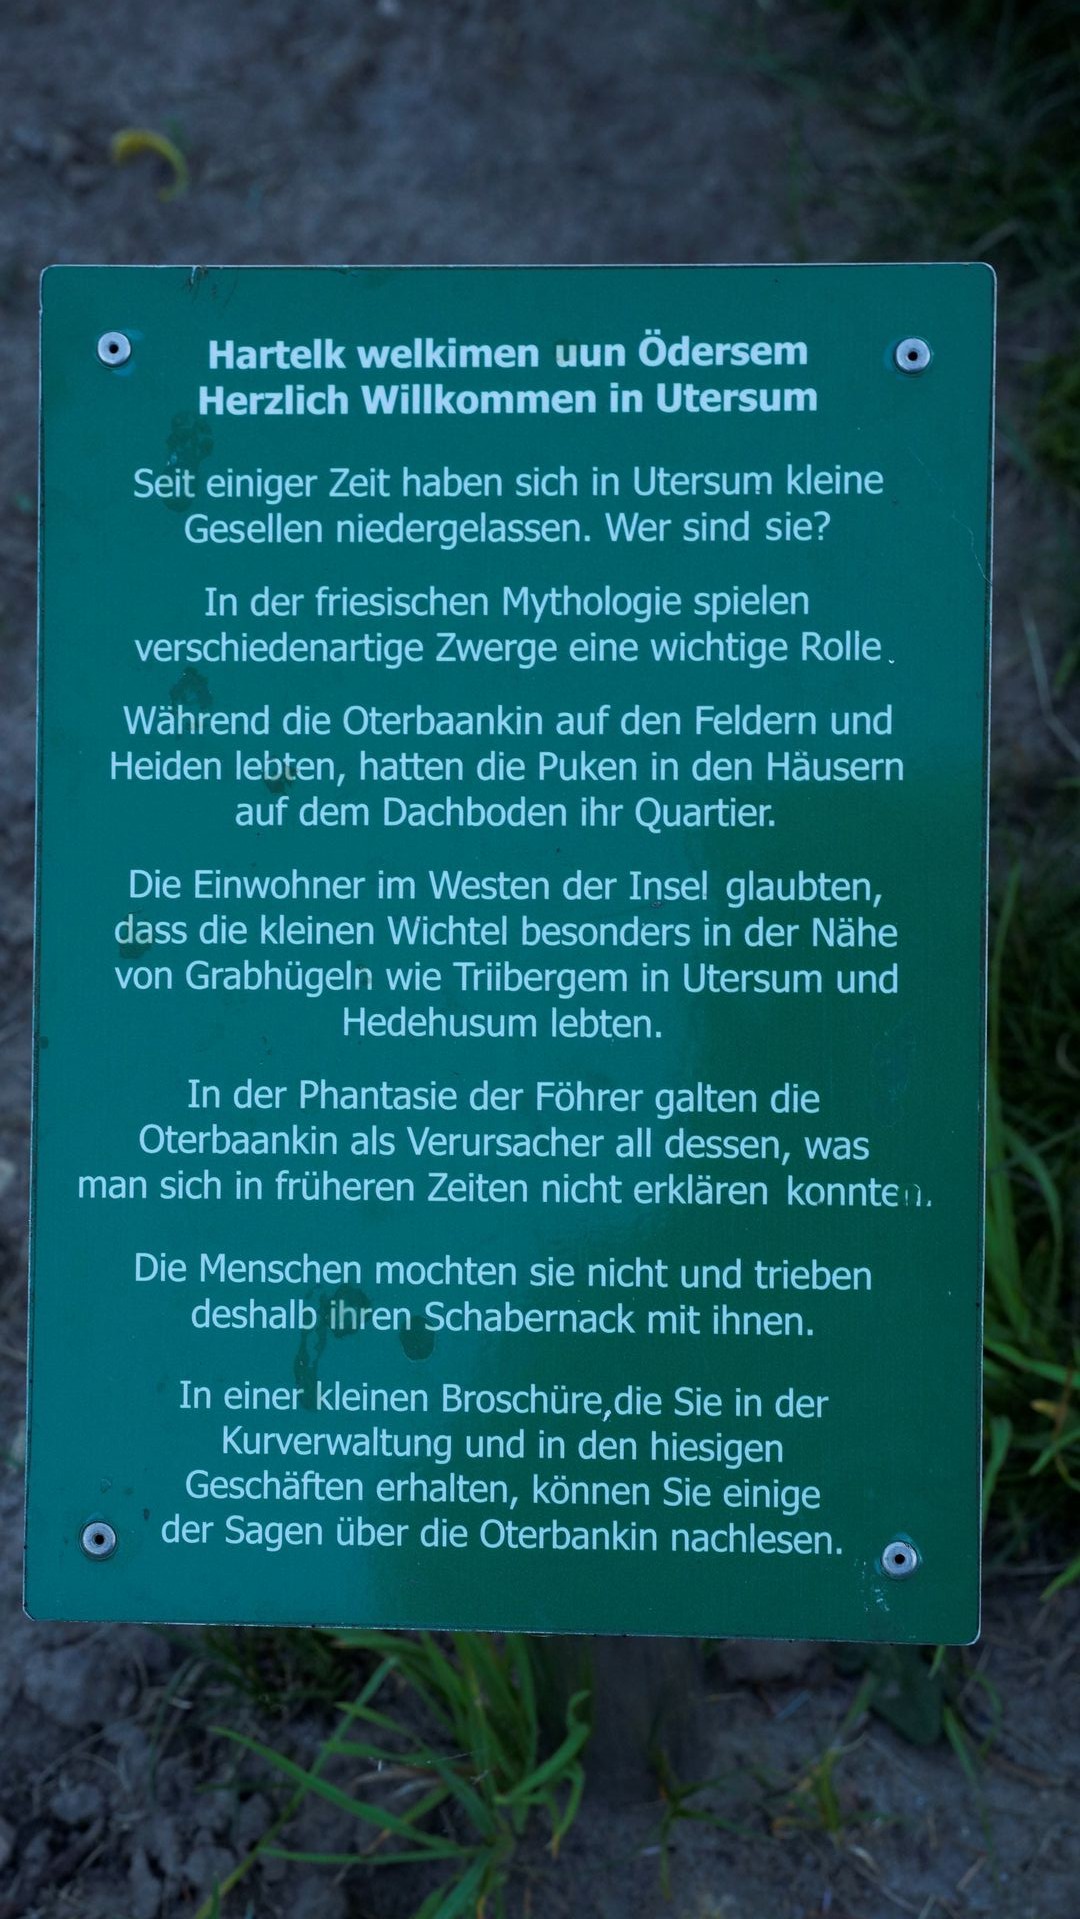 Hartelk welkimen uun Ödersem
Herzlich Willkommen in Utersum
Seit einiger Zeit haben sich in Utersum kleine
Gesellen niedergelassen. Wer sind sie?
In der friesischen Mythologie spielen
verschiedenartige Zwerge eine wichtige Rolle.
Während die Oterbaankin auf den Feldern und
Heiden lebten, hatten die Puken in den Häusern
auf dem Dachboden ihr Quartier.
Die Einwohner im Westen der Insel glaubten,
dass die kleinen Wichtel besonders in der Nähe
von Grabhügeln wie Triibergem in Utersum und
Hedehusum lebten.
In der Phantasie der Föhrer galten die
Oterbaankin als Verursacher all dessen, was
man sich in früheren Zeiten nicht erklären konnten.
Die Menschen mochten sie nicht und trieben
deshalb ihren Schabernack mit ihnen.
In einer kleinen Broschüre,die Sie in der
Kurverwaltung und in den hiesigen
Geschäften erhalten, können Sie einige
der Sagen über die Oterbankin nachlesen.